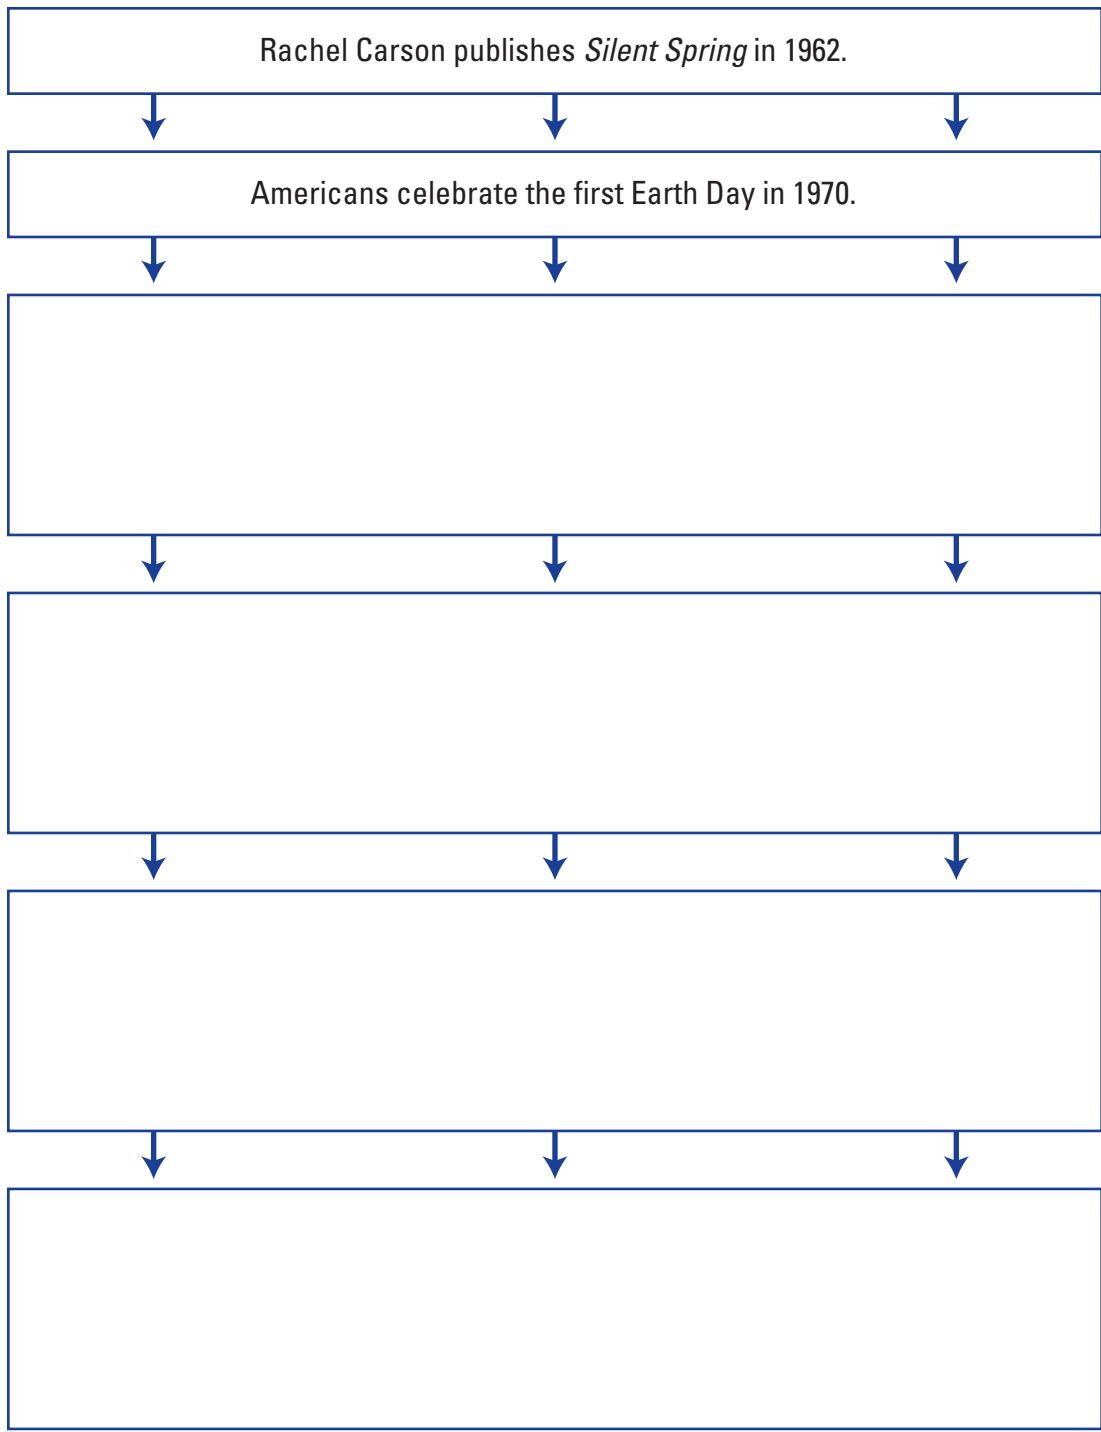 Rachel Carson publishes Silent Spring in 1962.
Americans celebrate the first Earth Day in 1970.